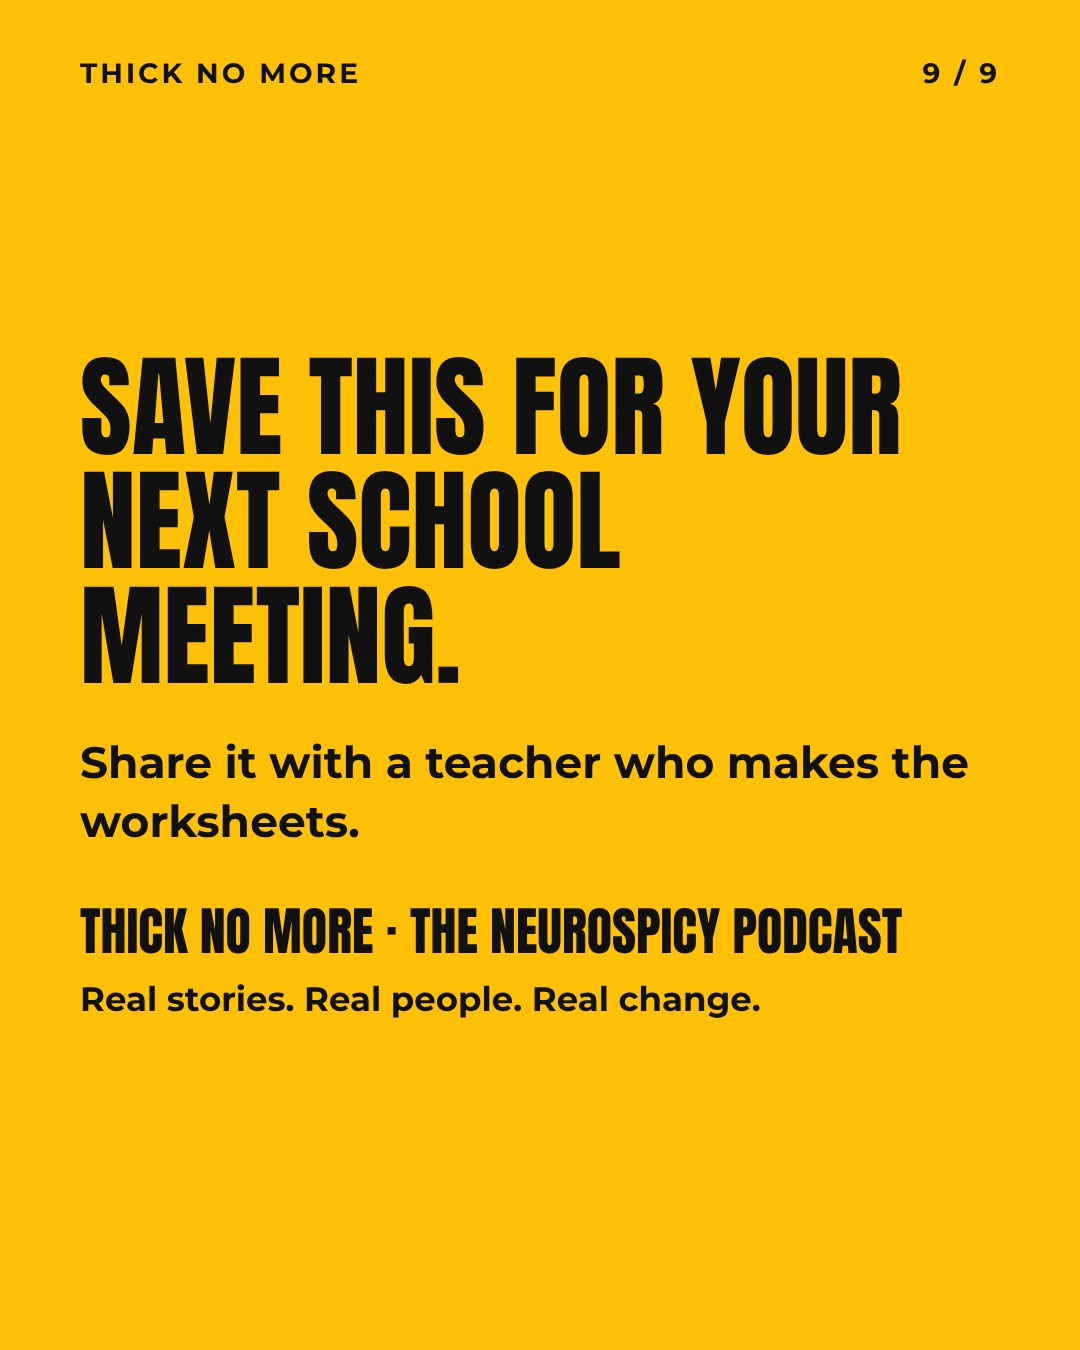 THICK NO MORE
9 / 9
SAVE THIS FOR YOUR
NEXT SCHOOL
MEETING.
Share it with a teacher who makes the
worksheets.
THICK NO MORE · THE NEUROSPICY PODCAST
Real stories. Real people. Real change.